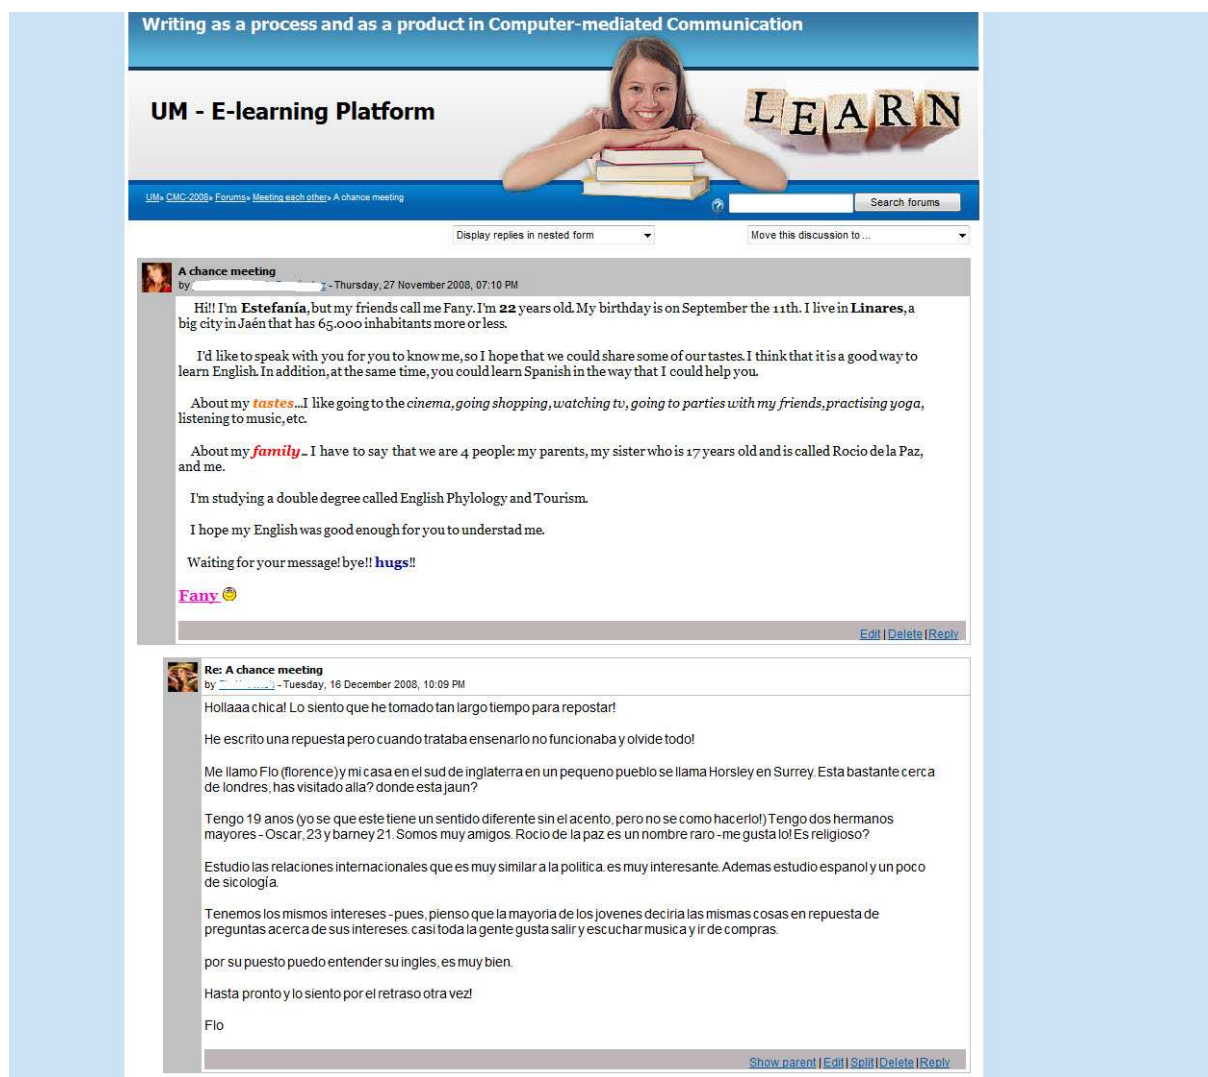 Writing as a process and as a product in Computer-mediated Communication
UM - E-learning Platform
LEARN
UM» CMC-2008» Forums» Meeting each other» A chance meeting
Search forums
Display replies in nested form
Move this discussion to ...
A chance meeting
by - Thursday, 27 November 2008, 07:10 PM
Hi!! I'm Estefanía, but my friends call me Fany. I'm 22 years old. My birthday is on September the 11th. I live in Linares, a
big city in Jaén that has 65.000 inhabitants more or less.
I'd like to speak with you for you to know me, so I hope that we could share some of our tastes. I think that it is a good way to
learn English. In addition, at the same time, you could learn Spanish in the way that I could help you.
About my tastes...I like going to the cinema, going shopping, watching tv, going to parties with my friends, practising yoga,
listening to music, etc.
About my family... I have to say that we are 4 people: my parents, my sister who is 17 years old and is called Rocio de la Paz,
and me.
I'm studying a double degree called English Phylology and Tourism.
I hope my English was good enough for you to understad me.
Waiting for your message! bye!! hugs!!
Fany
Edit | Delete | Reply
Re: A chance meeting
by - Tuesday, 16 December 2008, 10:09 PM
Hollaaa chica! Lo siento que he tomado tan largo tiempo para repostar!
He escrito una repuesta pero cuando trataba ensenarlo no funcionaba y olvide todo!
Me llamo Flo (florence) y mi casa en el sud de inglaterra en un pequeno pueblo se llama Horsley en Surrey. Esta bastante cerca
de londres, has visitado alla? donde esta jaun?
Tengo 19 anos (yo se que este tiene un sentido diferente sin el acento, pero no se como hacerlo!) Tengo dos hermanos
mayores - Oscar, 23 y barney 21. Somos muy amigos. Rocio de la paz es un nombre raro - me gusta lo! Es religioso?
Estudio las relaciones internacionales que es muy similar a la politica. es muy interesante. Ademas estudio espanol y un poco
de sicología.
Tenemos los mismos intereses - pues, pienso que la mayoria de los jovenes deciria las mismas cosas en repuesta de
preguntas acerca de sus intereses. casi toda la gente gusta salir y escuchar musica y ir de compras.
por su puesto puedo entender su ingles, es muy bien.
Hasta pronto y lo siento por el retraso otra vez!
Flo
Show parent | Edit | Split | Delete | Reply